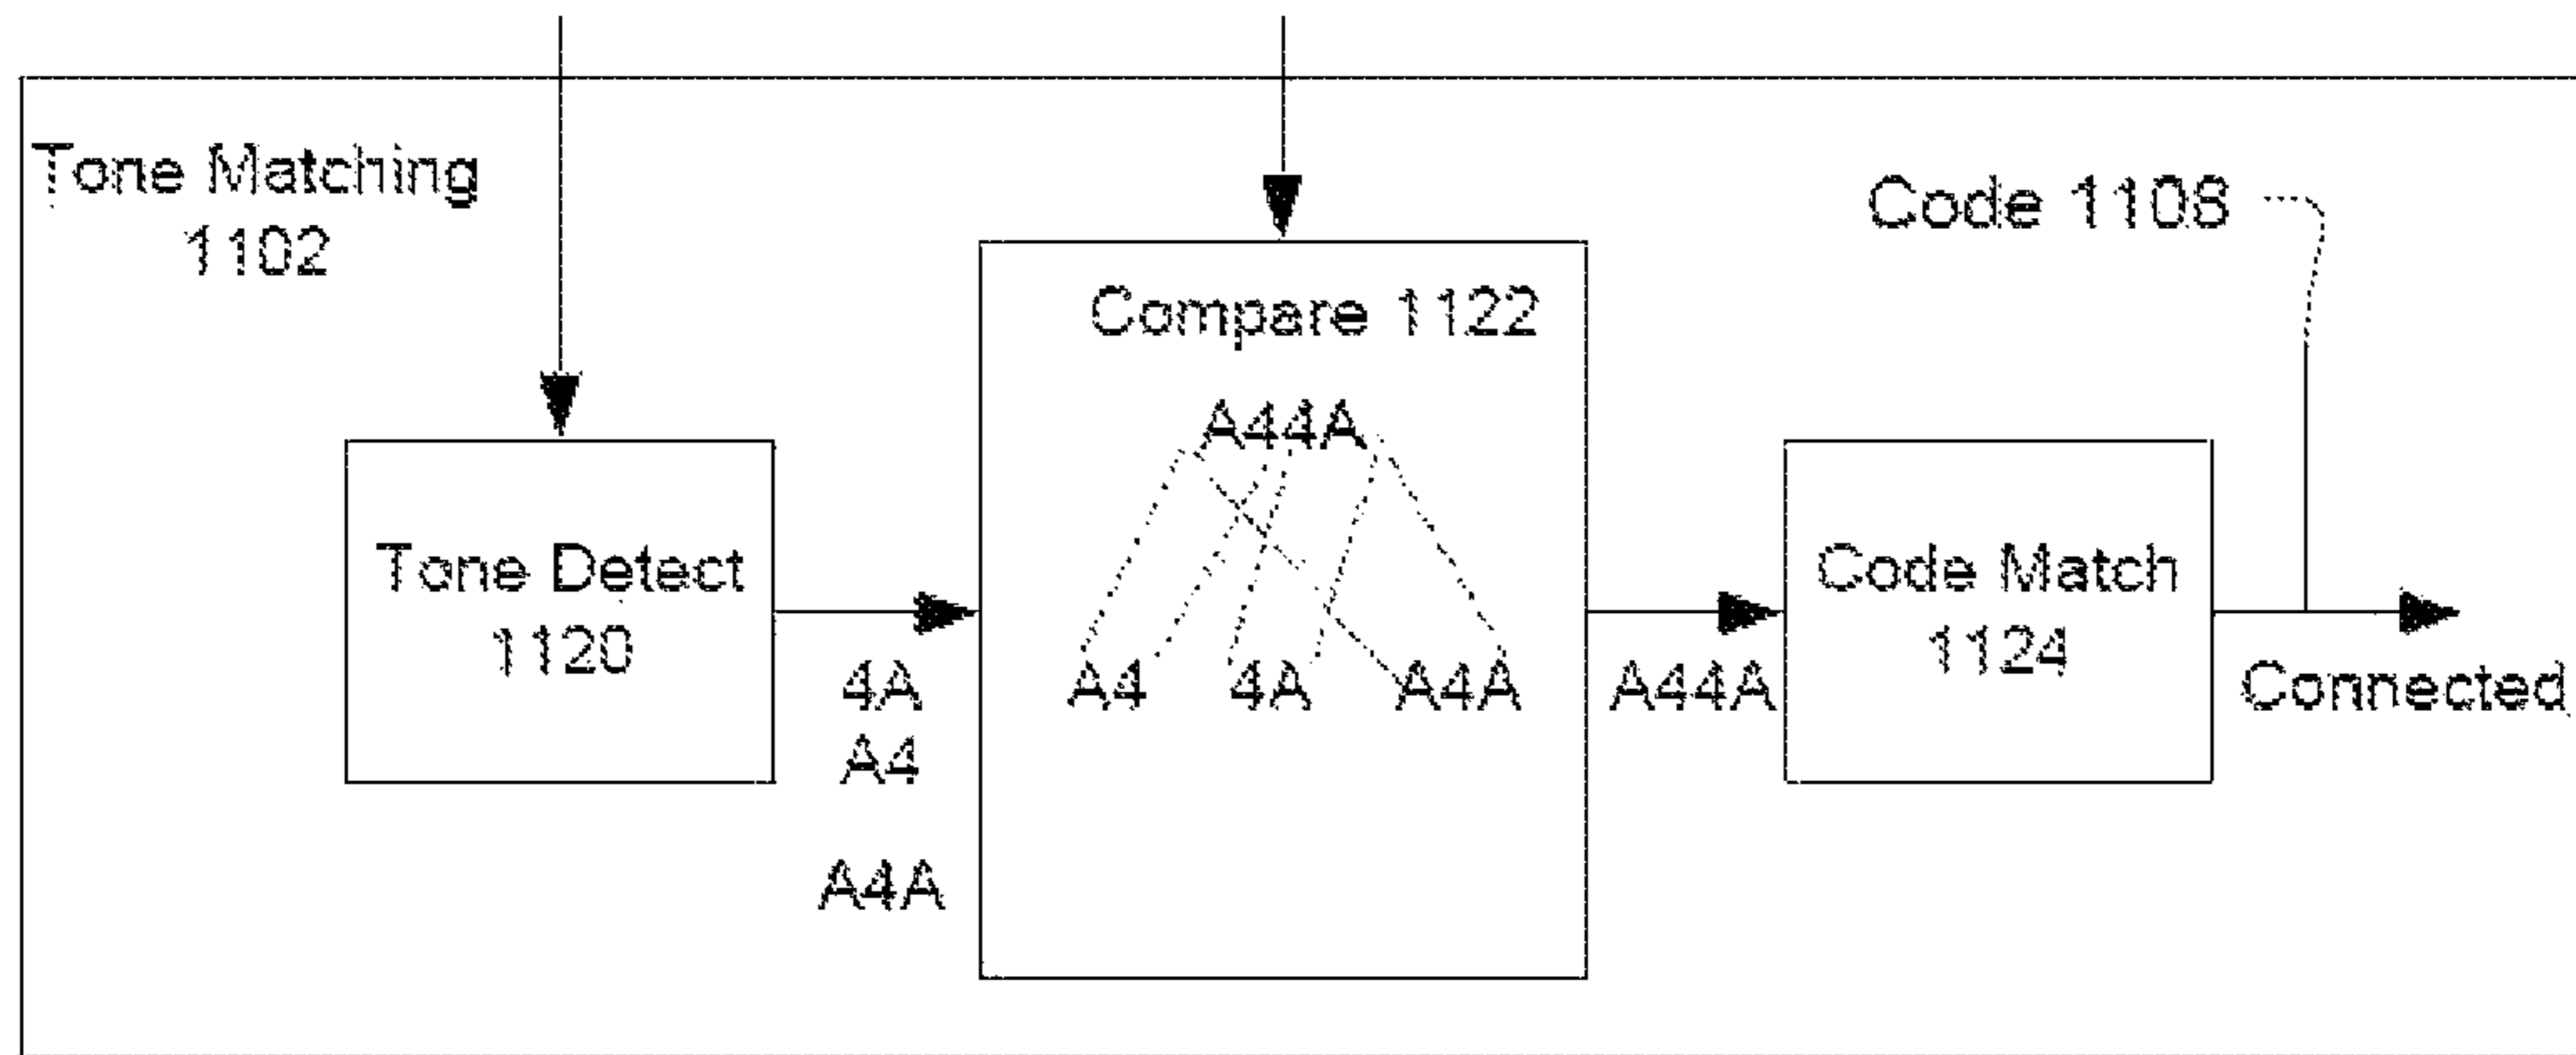 Tone Matching
1102
Code 1108
Compare 1122
A44A
Tone Detect
1120
4A
A4
A4A
A4 4A A4A
A44A
Code Match
1124
Connected